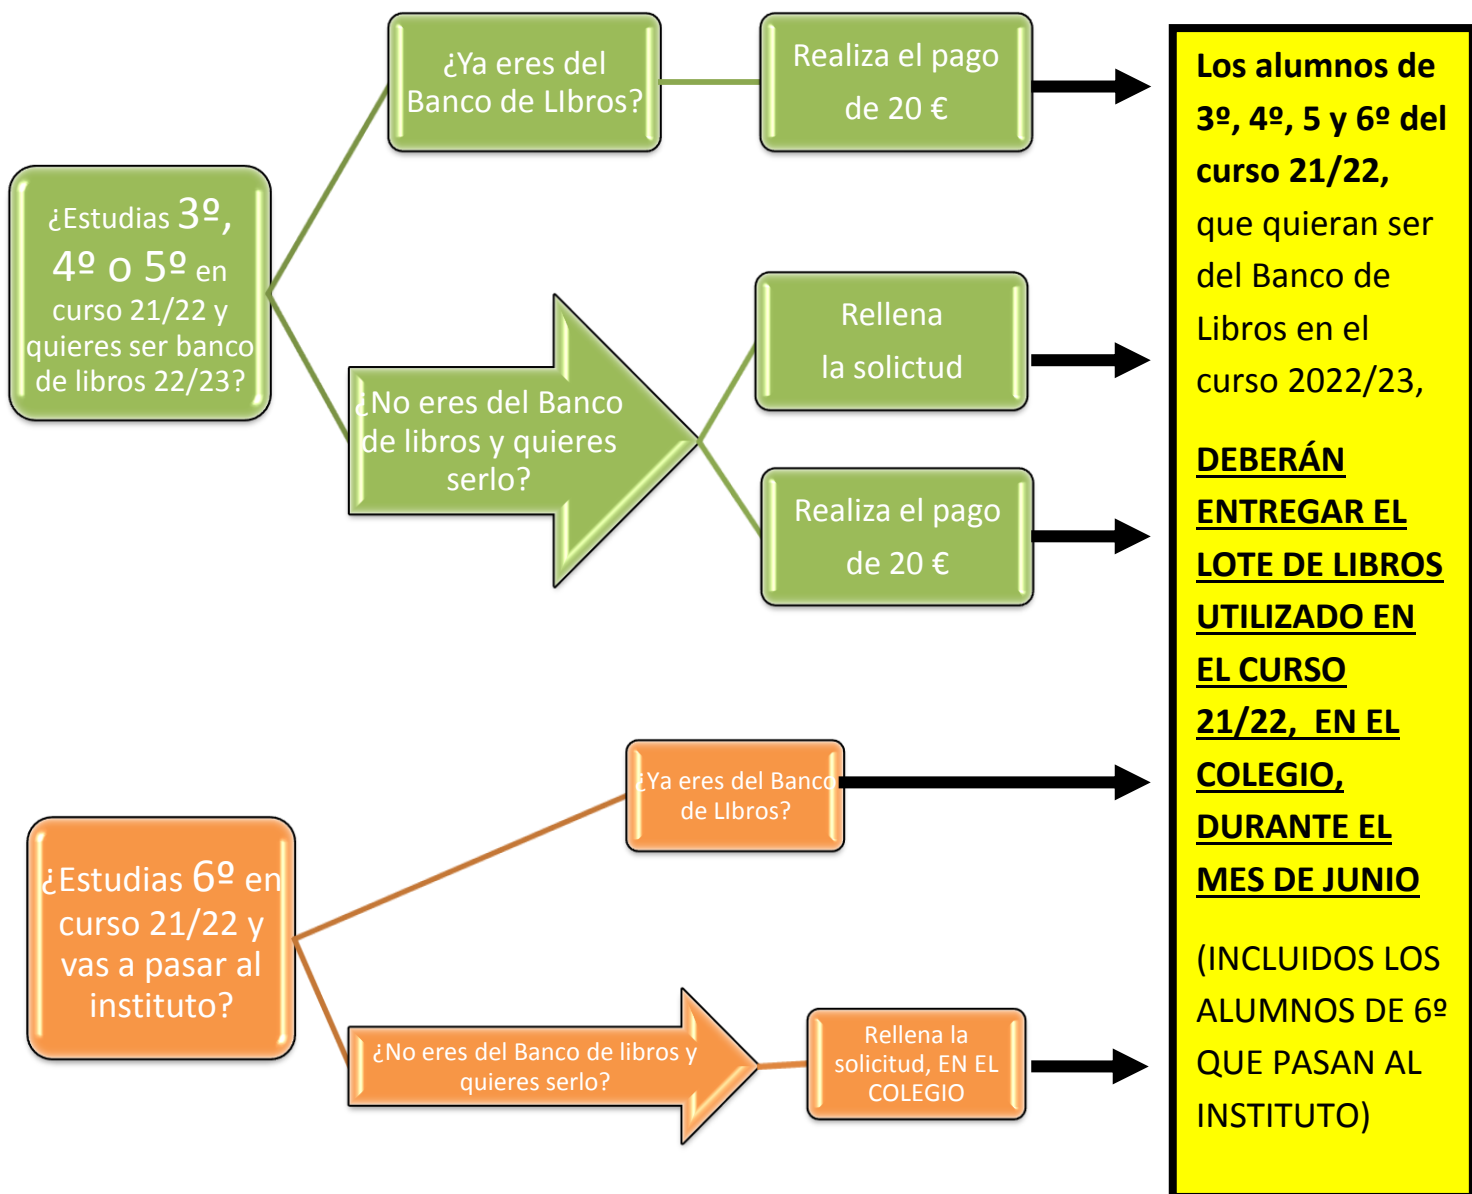 ¿Estudias 3º,
4º o 5º en
curso 21/22 y
quieres ser banco
de libros 22/23?
¿Ya eres del
Banco de LIbros?
Realiza el pago
de 20 €
¿No eres del Banco
de libros y quieres
serlo?
Rellena
la solictud
Realiza el pago
de 20 €
¿Estudias 6º en
curso 21/22 y
vas a pasar al
instituto?
¿Ya eres del Banco
de LIbros?
¿No eres del Banco de libros y
quieres serlo?
Rellena la
solicitud, EN EL
COLEGIO
Los alumnos de
3º, 4º, 5 y 6º del
curso 21/22,
que quieran ser
del Banco de
Libros en el
curso 2022/23,
DEBERÁN
ENTREGAR EL
LOTE DE LIBROS
UTILIZADO EN
EL CURSO
21/22, EN EL
COLEGIO,
DURANTE EL
MES DE JUNIO
(INCLUIDOS LOS
ALUMNOS DE 6º
QUE PASAN AL
INSTITUTO)